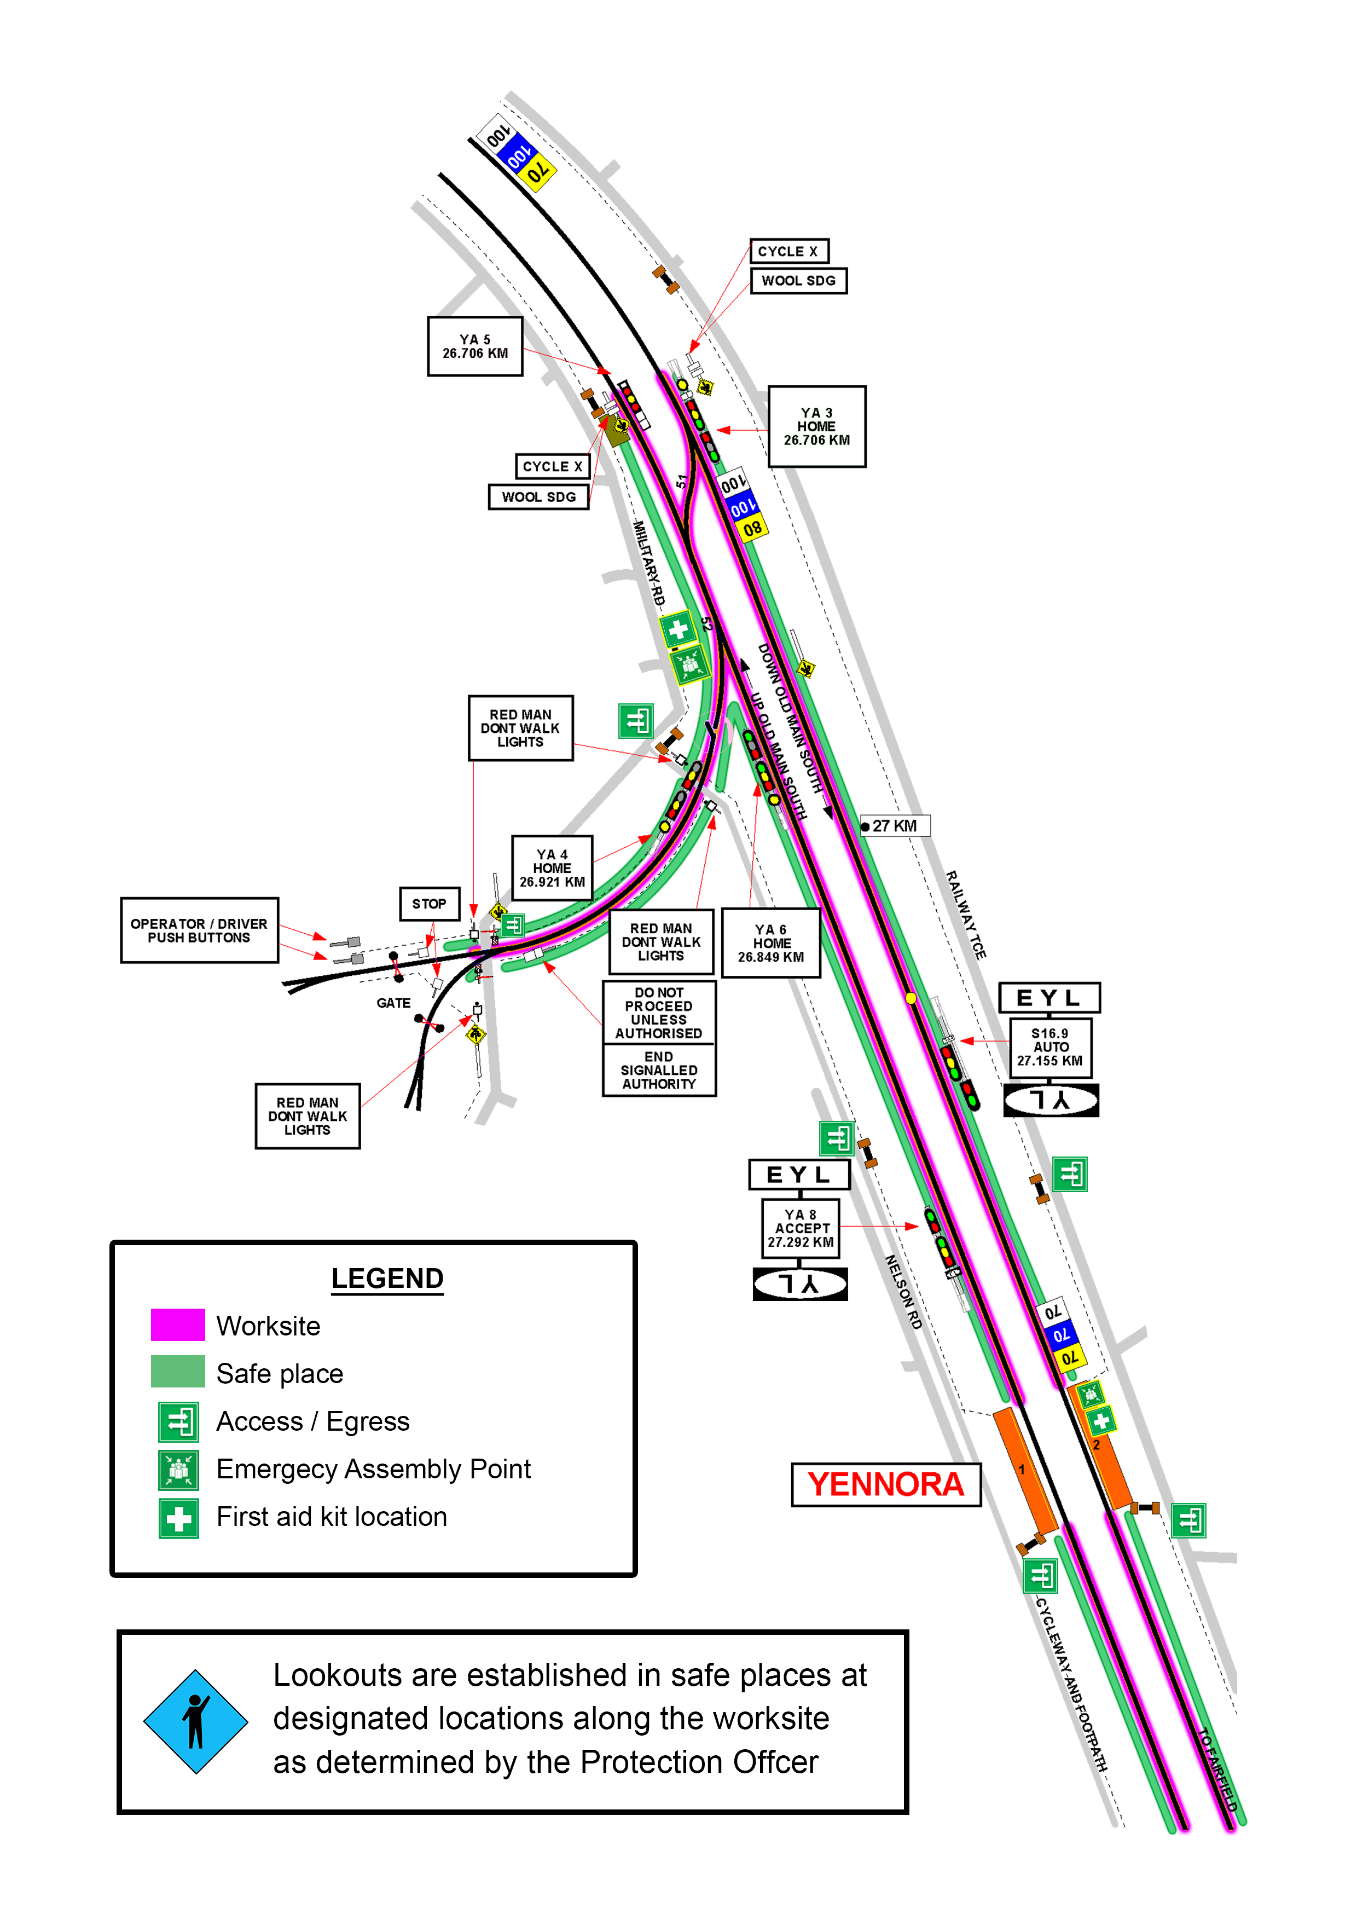 100
100
70
CYCLE X
WOOL SDG
YA 5
26.706 KM
YA 3
HOME
26.706 KM
CYCLE X
WOOL SDG
51
100
100
80
MILITARY RD
52
DOWN OLD MAIN SOUTH
UP OLD MAIN SOUTH
RED MAN
DONT WALK
LIGHTS
27 KM
YA 4
HOME
26.921 KM
RAILWAY TCE
STOP
OPERATOR / DRIVER
PUSH BUTTONS
RED MAN
DONT WALK
LIGHTS
YA 6
HOME
26.849 KM
GATE
DO NOT
PROCEED
UNLESS
AUTHORISED
END
SIGNALLED
AUTHORITY
EYL
S16.9
AUTO
27.155 KM
YL
RED MAN
DONT WALK
LIGHTS
EYL
YA 8
ACCEPT
27.292 KM
YL
NELSON RD
70
70
70
LEGEND
Worksite
Safe place
Access / Egress
Emergecy Assembly Point
First aid kit location
1
2
YENNORA
CYCLEWAY AND FOOTPATH
TO FAIRFIELD
Lookouts are established in safe places at
designated locations along the worksite
as determined by the Protection Offcer